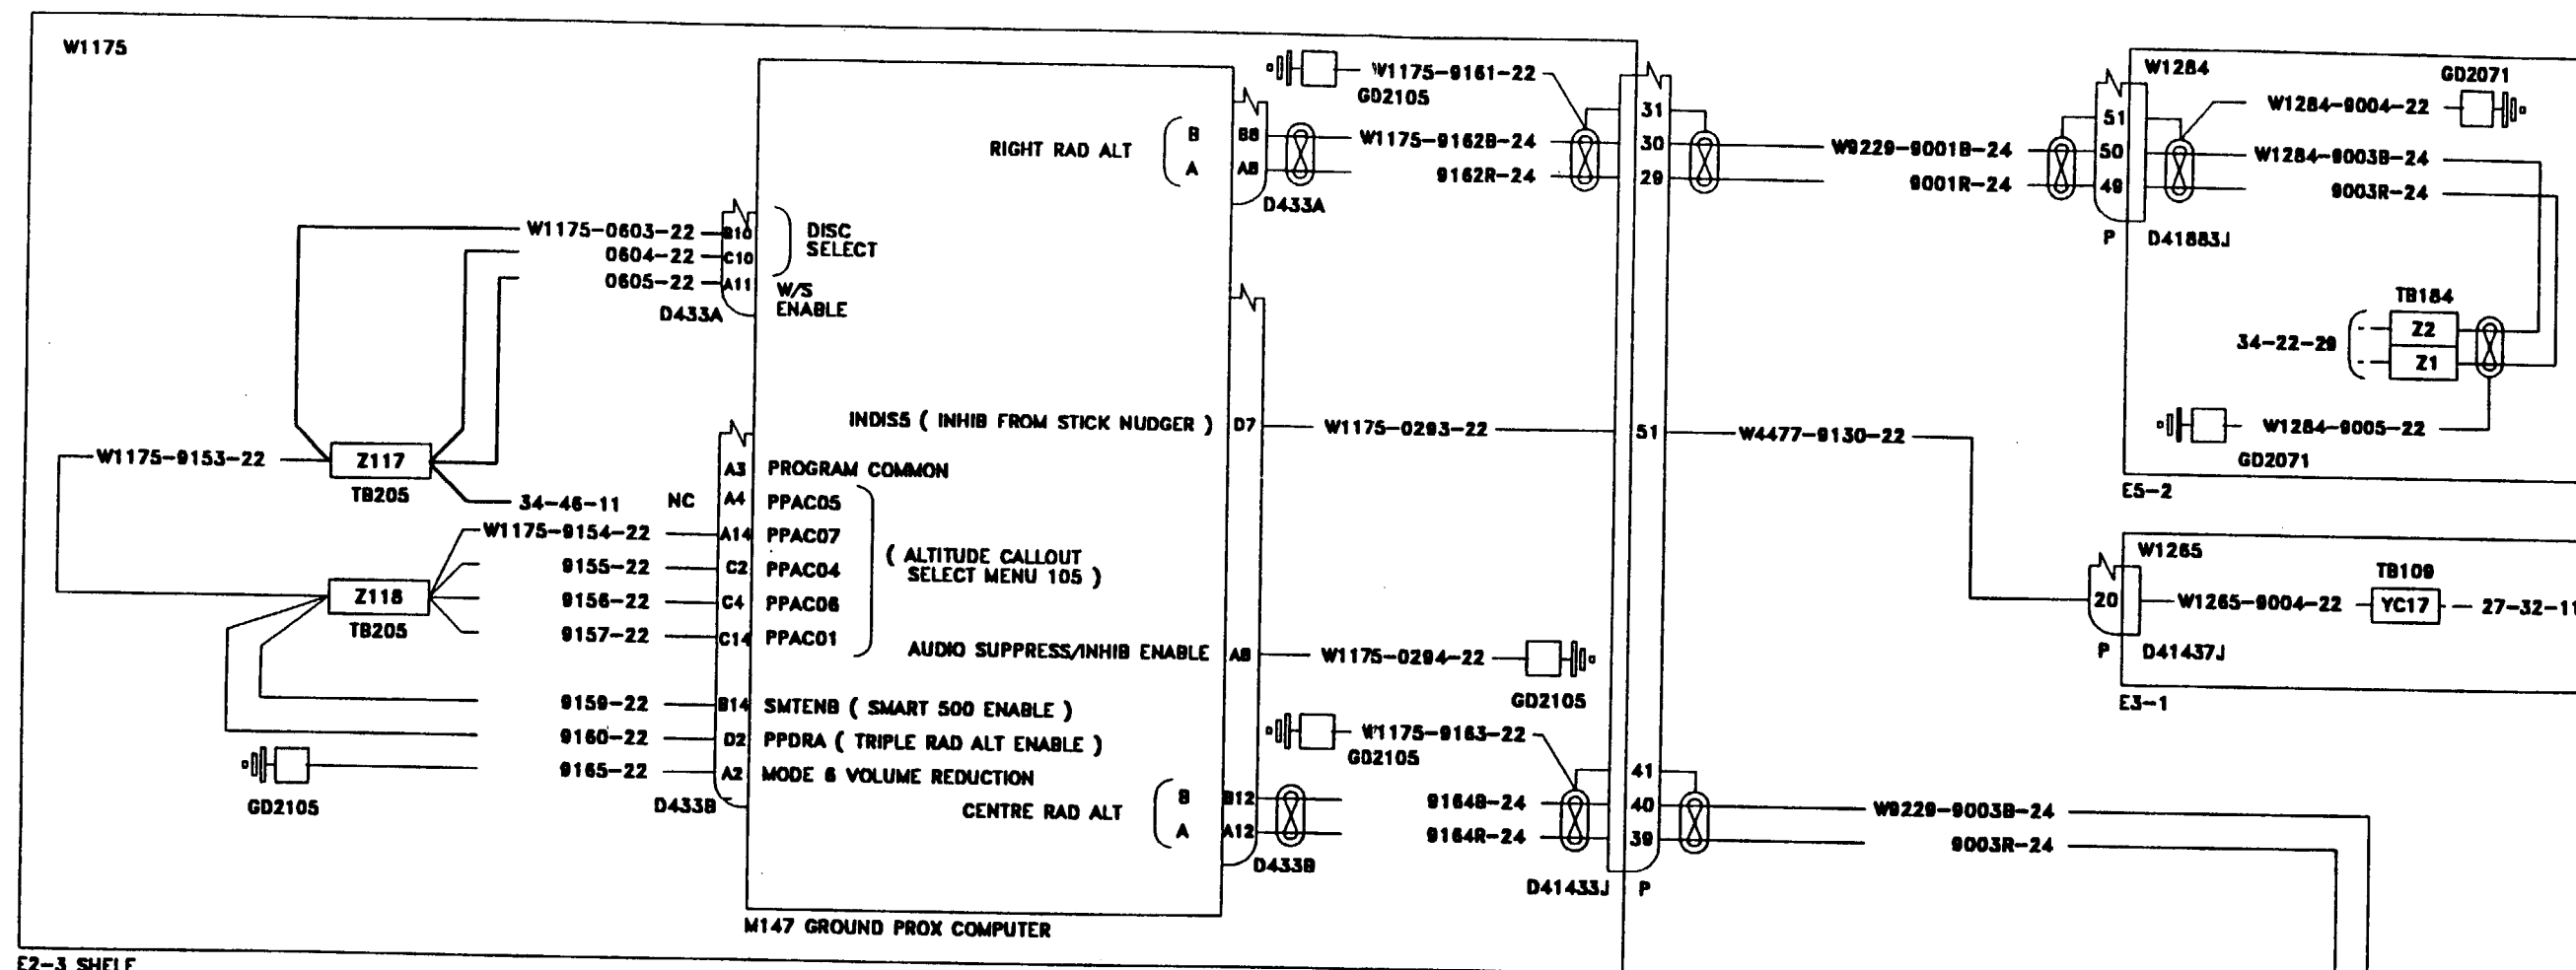 W1175
RIGHT RAD ALT
B
A
B8
A8
D433A
W1175-9161-22
GD2105
W1175-9162B-24
9162R-24
31
30
29
W9229-9001B-24
9001R-24
51
50
49
P
D41883J
W1284
GD2071
W1284-9004-22
W1284-9003B-24
9003R-24
TB184
Z2
Z1
34-22-29
W1284-9005-22
GD2071
E5-2
W1175-0603-22
0604-22
0605-22
B10
C10
A11
DISC
SELECT
W/S
ENABLE
D433A
INDIS5 ( INHIB FROM STICK NUDGER )
D7
W1175-0293-22
51
W4477-9130-22
W1175-9153-22
Z117
TB205
34-46-11
NC
A3 PROGRAM COMMON
A4 PPAC05
W1175-9154-22
A14 PPAC07
9155-22
C2 PPAC04
9156-22
C4 PPAC06
9157-22
C14 PPAC01
( ALTITUDE CALLOUT
SELECT MENU 105 )
Z118
TB205
AUDIO SUPPRESS/INHIB ENABLE
W1175-0294-22
GD2105
W1265
TB109
20
W1265-9004-22
YC17
27-32-11
P
D41437J
E3-1
9159-22
B14 SMTENB ( SMART 500 ENABLE )
9160-22
D2 PPDRA ( TRIPLE RAD ALT ENABLE )
9165-22
A2 MODE 6 VOLUME REDUCTION
GD2105
D433B
CENTRE RAD ALT
B
A
B12
A12
D433B
W1175-9163-22
GD2105
9164B-24
9164R-24
41
40
39
D41433J
P
W9229-9003B-24
9003R-24
M147 GROUND PROX COMPUTER
E2-3 SHELF